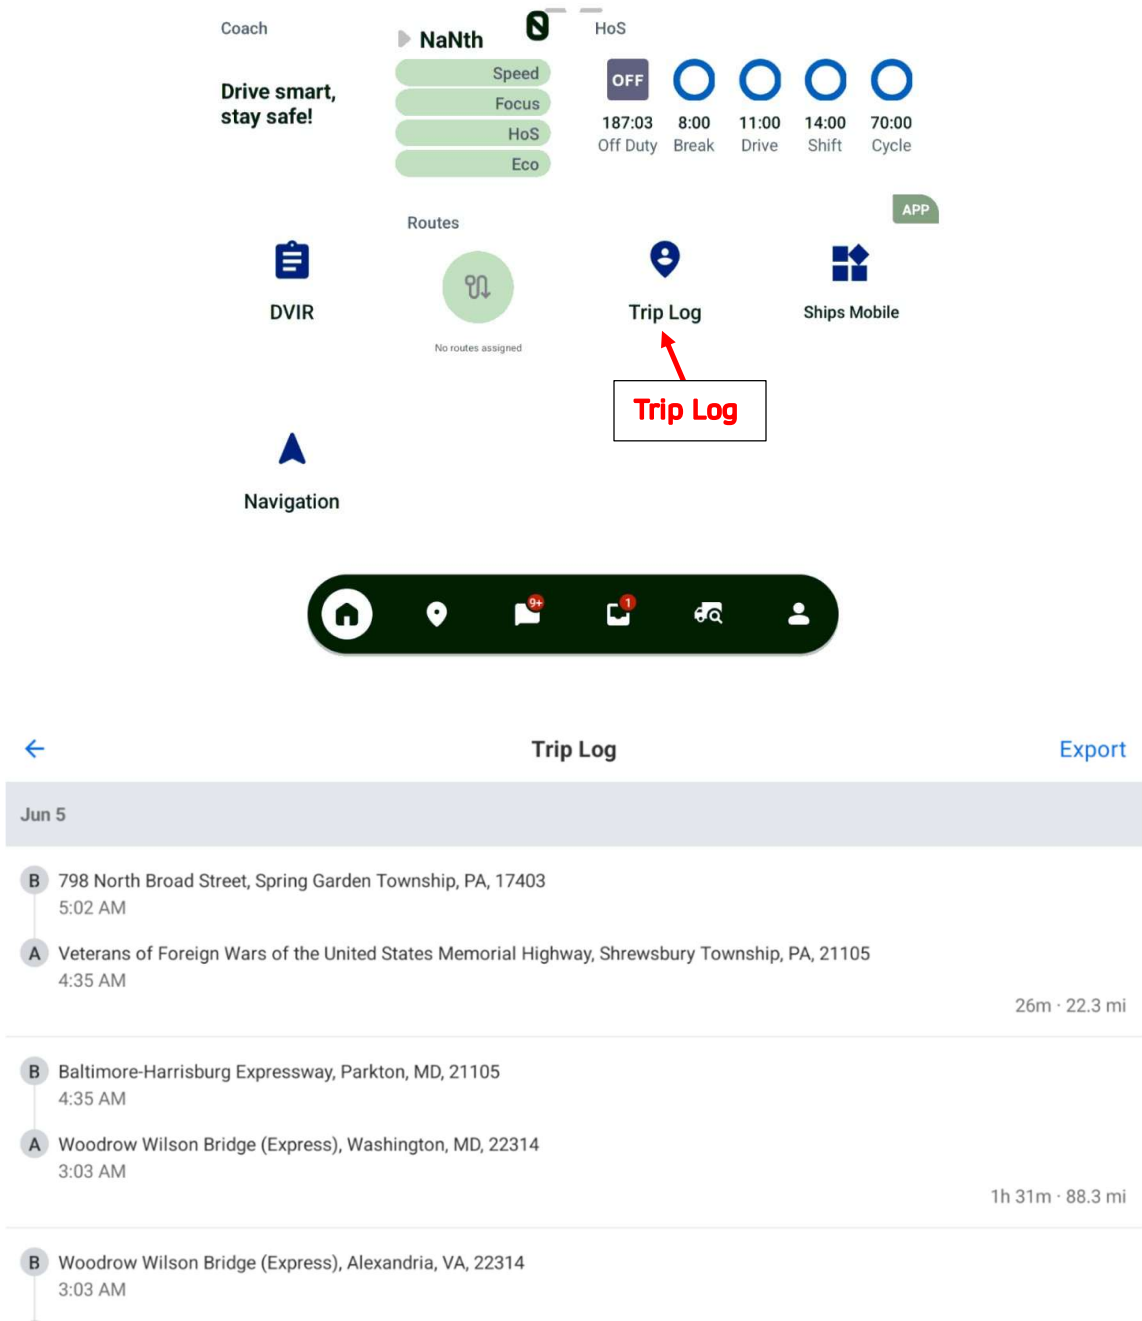 Coach
Drive smart,
stay safe!
NaNth
Speed
Focus
HoS
Eco
HoS
OFF
187:03 8:00 11:00 14:00 70:00
Off Duty Break Drive Shift Cycle
DVIR
Routes
No routes assigned
Trip Log
APP
Ships Mobile
Trip Log
Navigation
9+ 1
Trip Log Export
Jun 5
B 798 North Broad Street, Spring Garden Township, PA, 17403
5:02 AM
A Veterans of Foreign Wars of the United States Memorial Highway, Shrewsbury Township, PA, 21105
4:35 AM
26m · 22.3 mi
B Baltimore-Harrisburg Expressway, Parkton, MD, 21105
4:35 AM
A Woodrow Wilson Bridge (Express), Washington, MD, 22314
3:03 AM
1h 31m · 88.3 mi
B Woodrow Wilson Bridge (Express), Alexandria, VA, 22314
3:03 AM